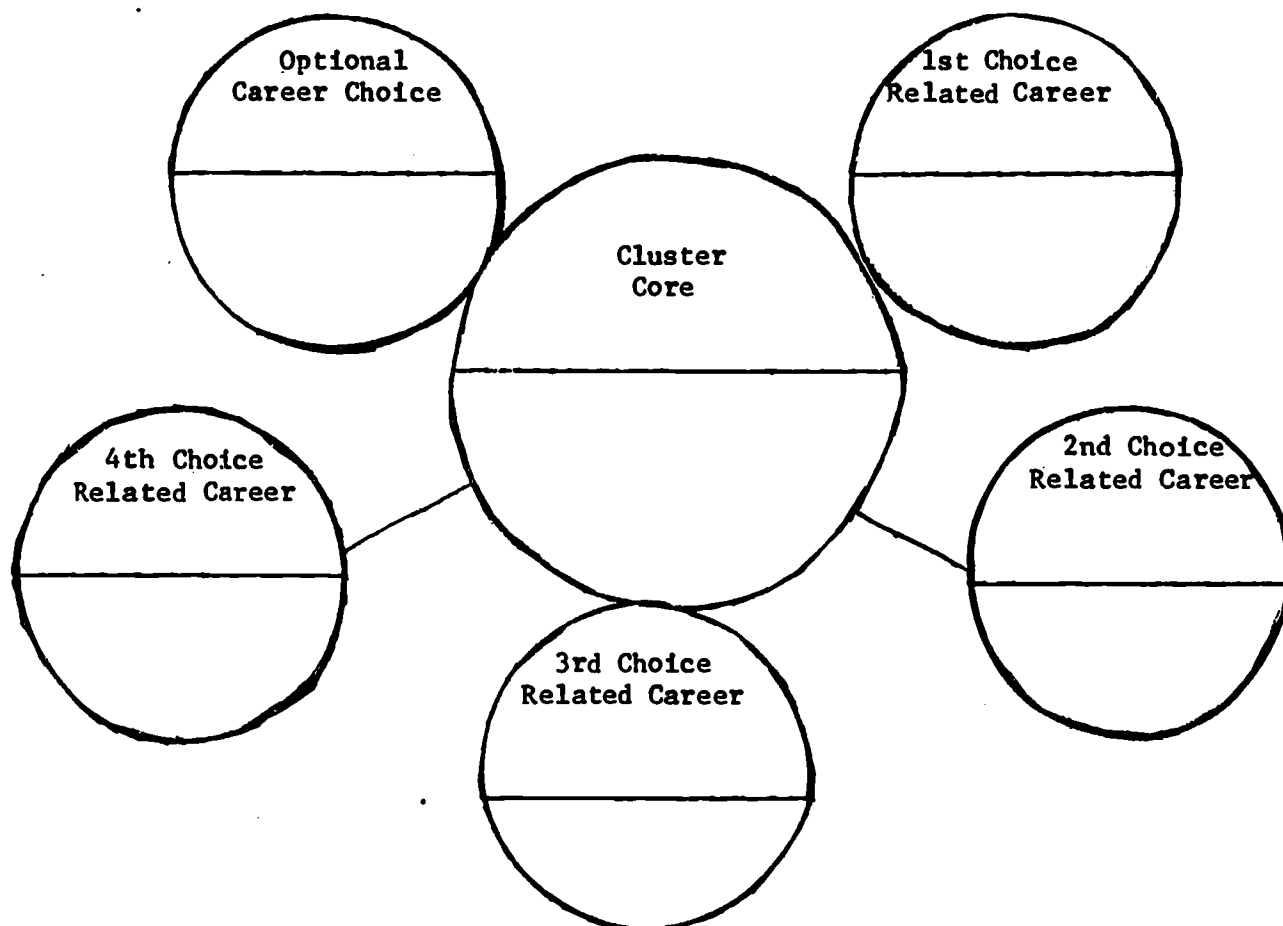 Optional
Career Choice
1st Choice
Related Career
Cluster
Core
4th Choice
Related Career
2nd Choice
Related Career
3rd Choice
Related Career